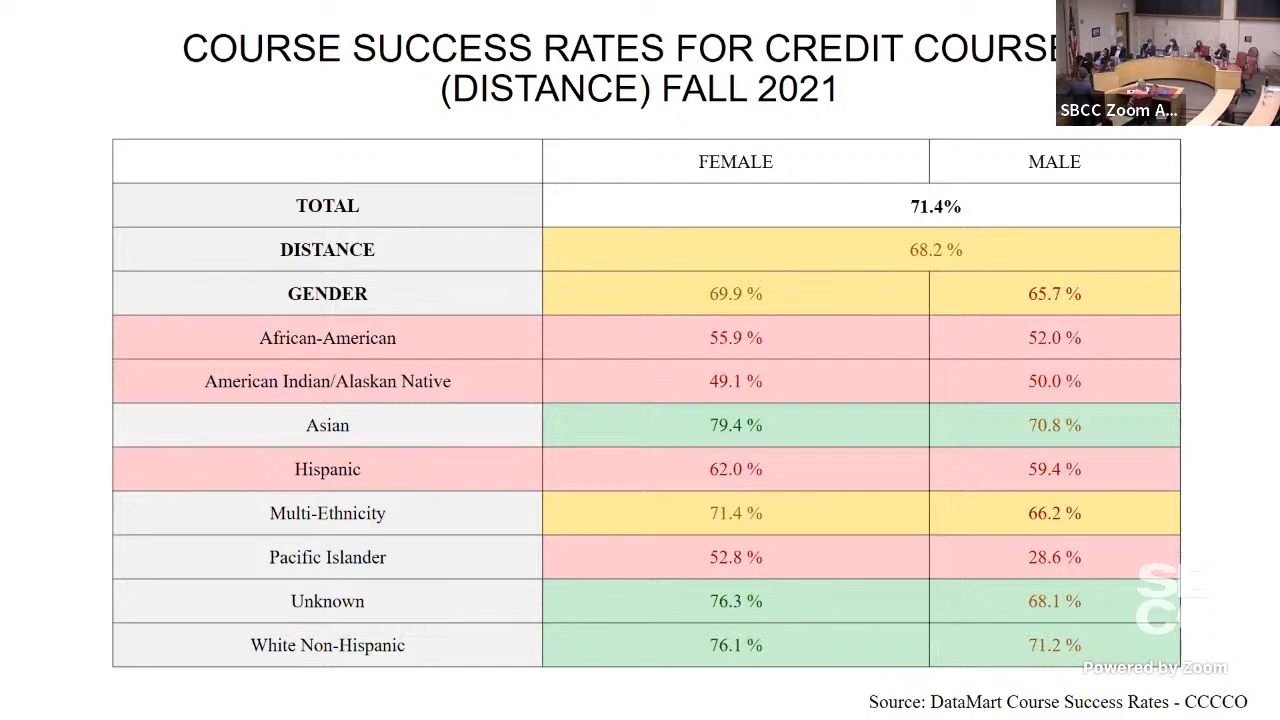 COURSE SUCCESS RATES FOR CREDIT COURSE
(DISTANCE) FALL 2021
SBCC Zoom A...
FEMALE MALE
TOTAL 71.4%
DISTANCE 68.2 %
GENDER 69.9 % 65.7 %
African-American 55.9 % 52.0 %
American Indian/Alaskan Native 49.1 % 50.0 %
Asian 79.4 % 70.8 %
Hispanic 62.0 % 59.4 %
Multi-Ethnicity 71.4 % 66.2 %
Pacific Islander 52.8 % 28.6 %
Unknown 76.3 % 68.1 %
White Non-Hispanic 76.1 % 71.2 %
Powered by Zoom
Source: DataMart Course Success Rates - CCCCO